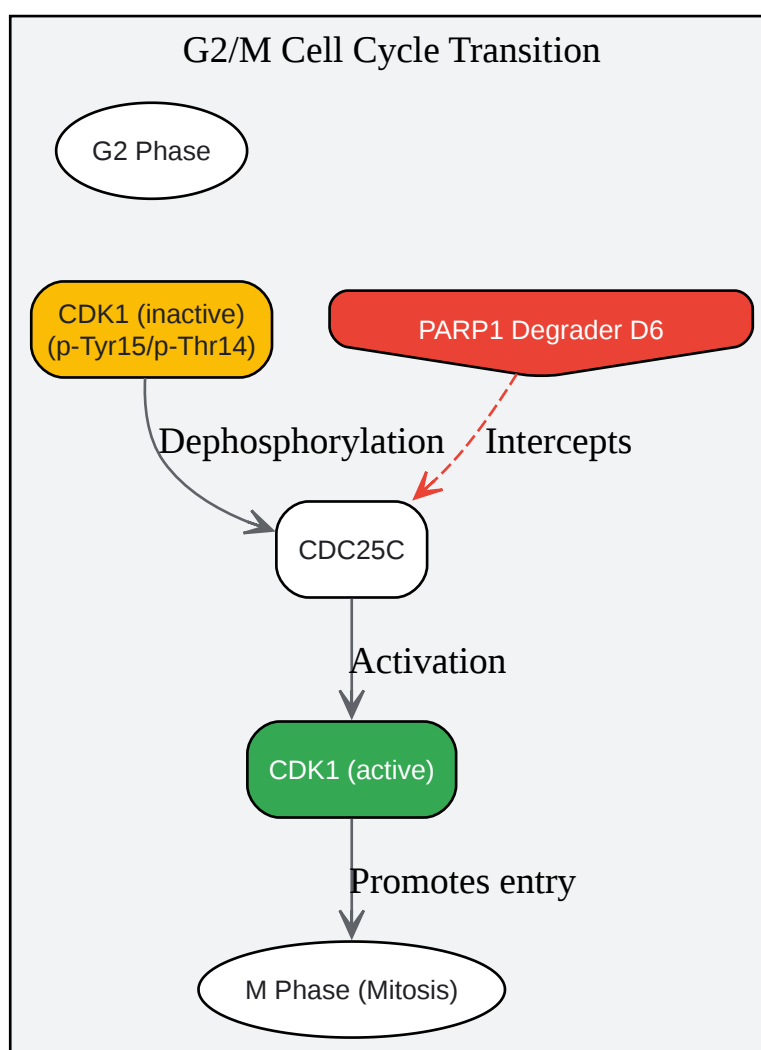 G2/M Cell Cycle Transition
G2 Phase
CDK1 (inactive)
(p-Tyr15/p-Thr14)
PARP1 Degrader D6
Dephosphorylation
Intercepts
CDC25C
Activation
CDK1 (active)
Promotes entry
M Phase (Mitosis)